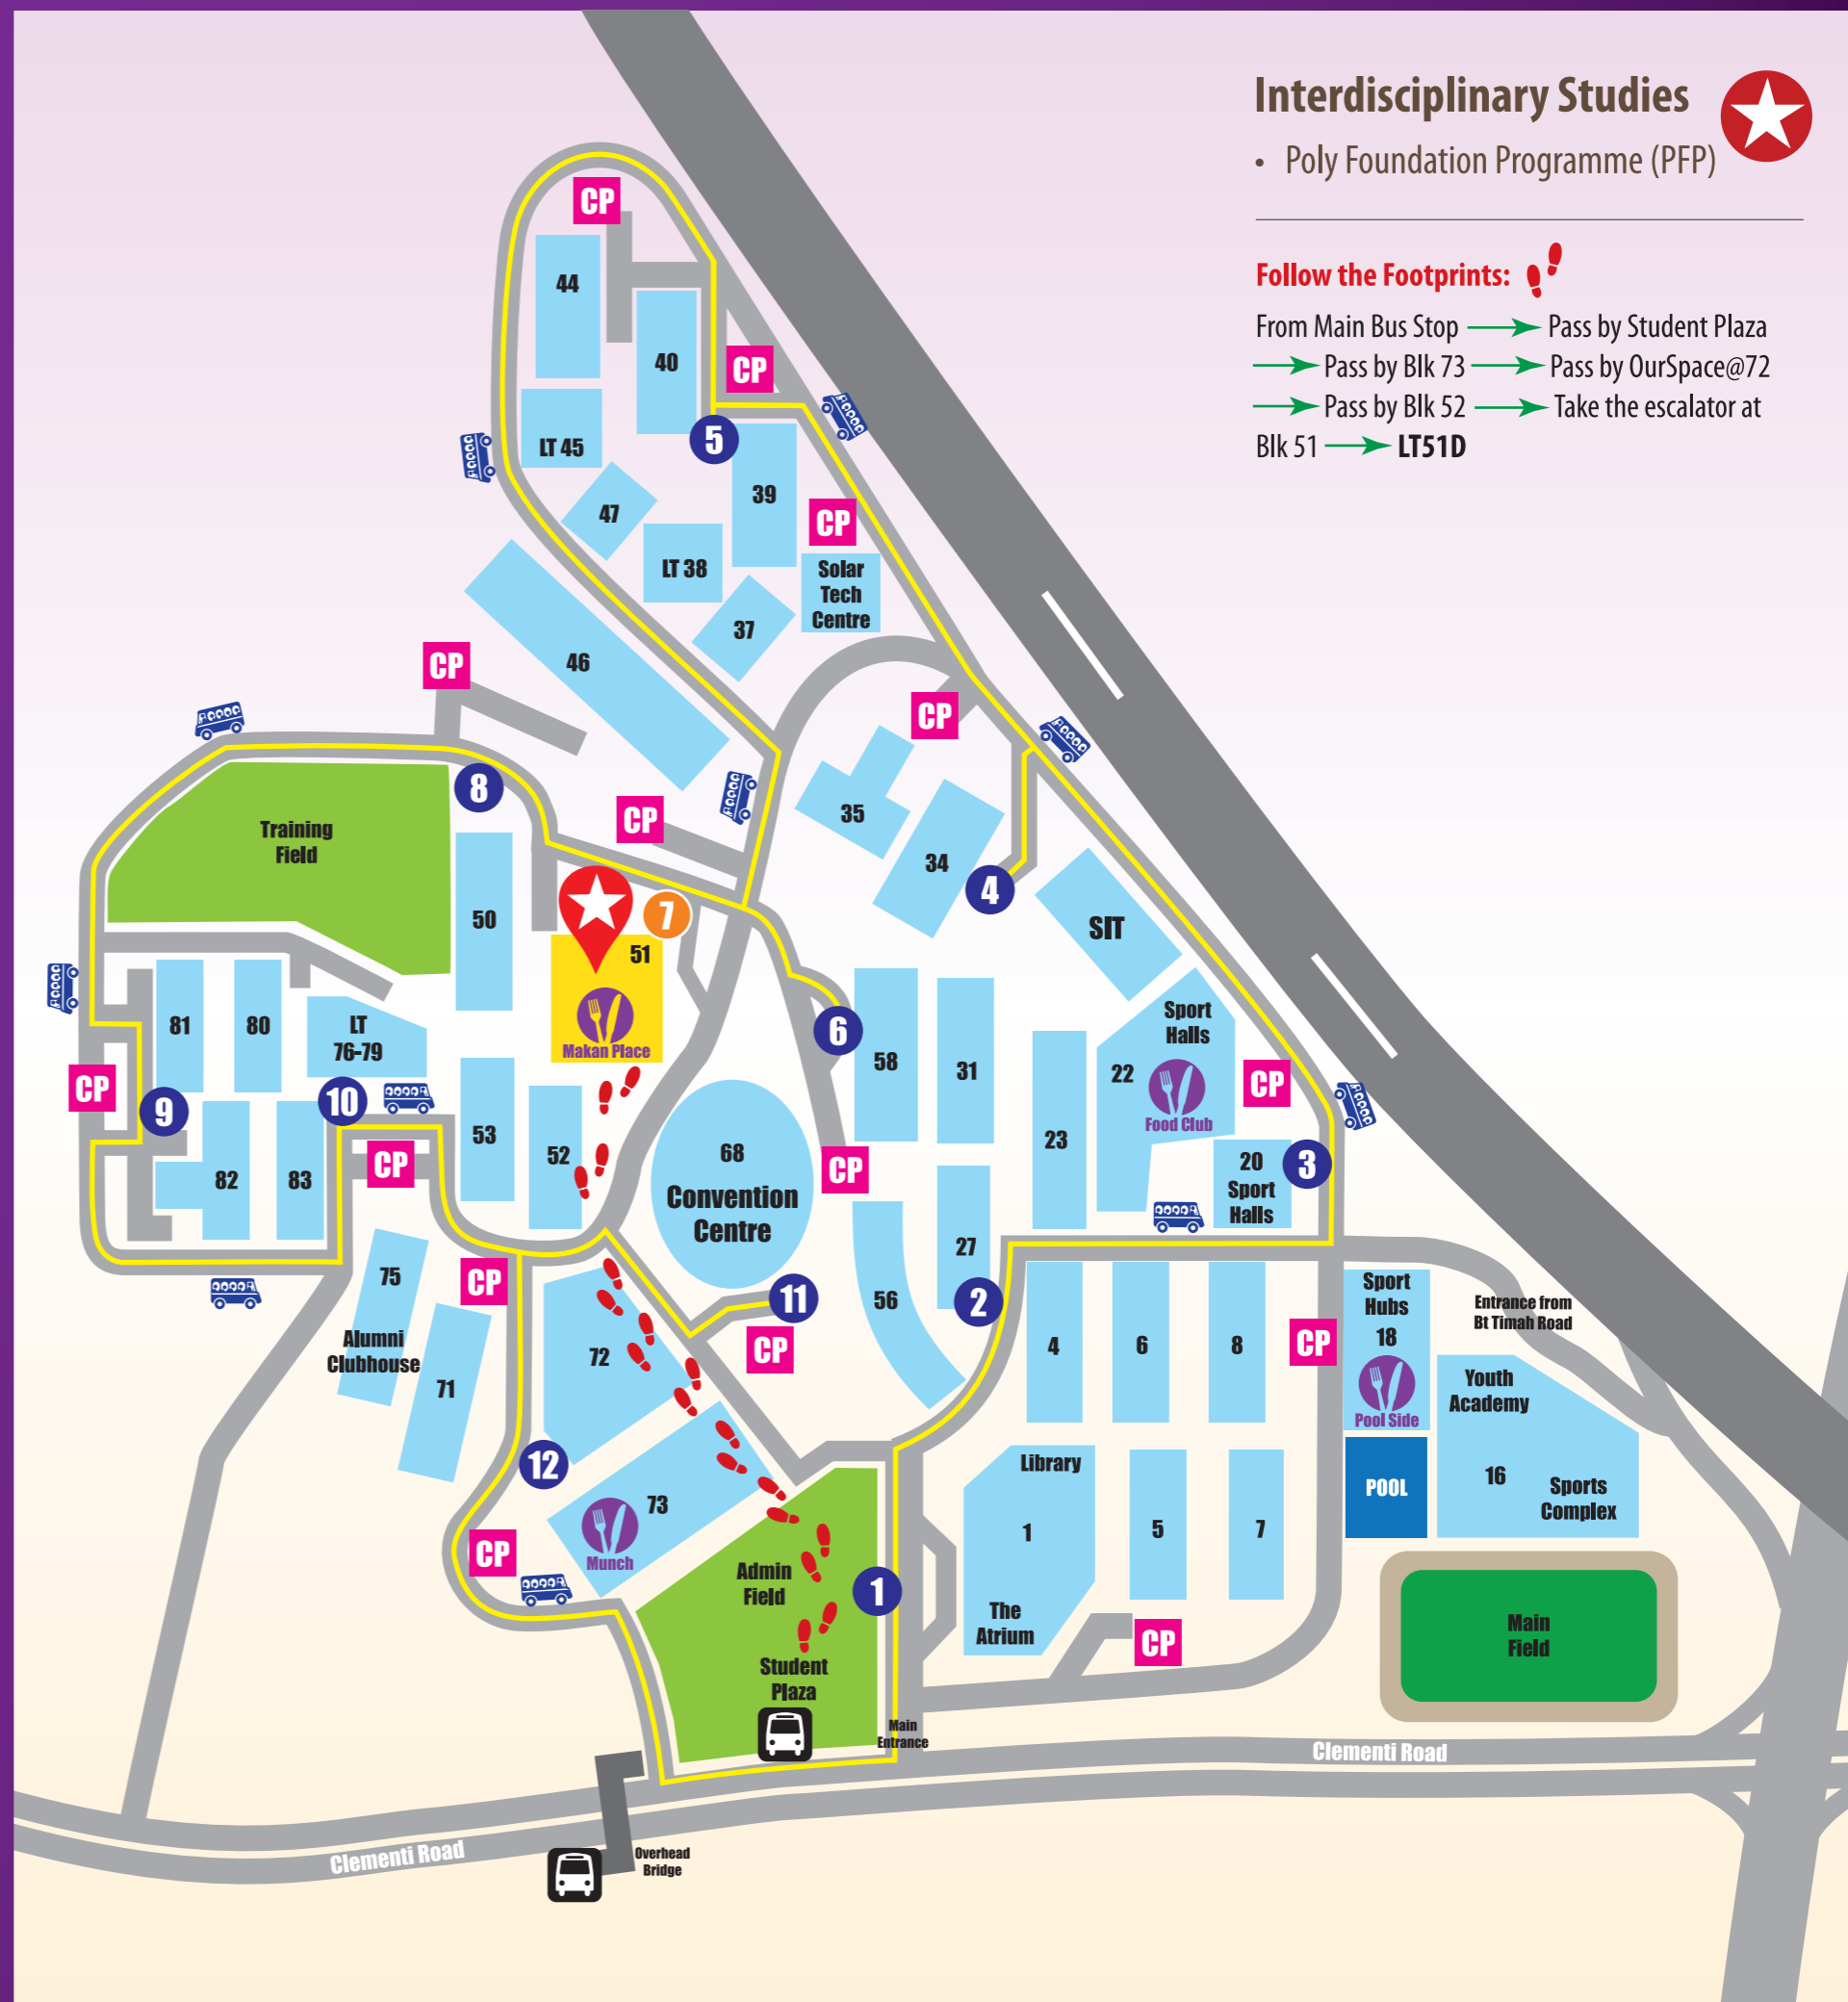 Interdisciplinary Studies
• Poly Foundation Programme (PFP)
Follow the Footprints:
From Main Bus Stop Pass by Student Plaza
Pass by Blk 73 Pass by OurSpace@72
Pass by Blk 52 Take the escalator at
Blk 51 LT51D
CP
44
40
CP
LT 45
5
39
47
CP
LT 38
Solar
Tech
Centre
37
46
CP
CP
8
35
CP
Training
Field
34
4
7
50
51
SIT
Makan Place
6
58
31
Sport
Halls
22
Food Club
CP
81
80
LT
76-79
CP
9
10
53
52
68
Convention
Centre
CP
23
20
Sport
Halls
3
82
83
CP
27
2
56
75
CP
11
CP
Alumni
Clubhouse
71
72
4
6
8
CP
Sport
Hubs
18
Pool Side
Entrance from
Bt Timah Road
Youth
Academy
16
Sports
Complex
POOL
12
73
Munch
CP
Library
1
The
Atrium
5
7
Admin
Field
1
Student
Plaza
CP
Main
Field
Main
Entrance
Clementi Road
Clementi Road
Overhead
Bridge